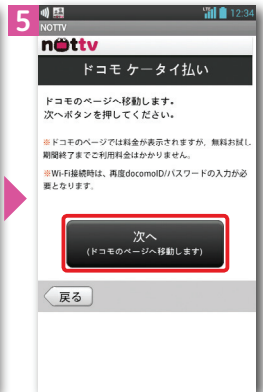 5
12:34
NOTTV
nottv
ドコモ ケータイ払い
ドコモのページへ移動します。
次へボタンを押してください。
※ドコモのページでは料金が表示されますが、無料お試し
期間終了までご利用料金はかかりません。
※Wi-Fi接続時は、再度docomoID/パスワードの入力が必
要となります。
次へ
(ドコモのページへ移動します)
戻る